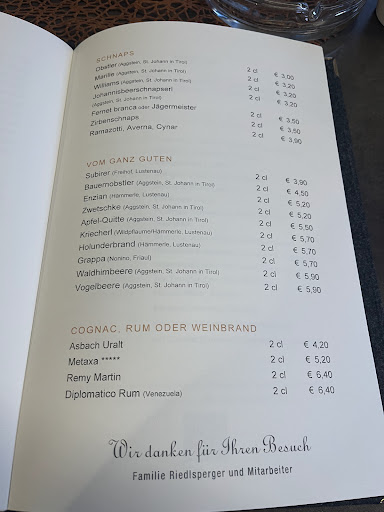 SCHNAPS
Obstler (Aggstein, St. Johann in Tirol) 2 cl € 3,00
Marille (Aggstein, St. Johann in Tirol) 2 cl € 3,20
Williams (Aggstein, St. Johann in Tirol) 2 cl € 3,20
Johannisbeerschnapserl 2 cl € 3,20
(Aggstein, St. Johann in Tirol)
Fernet branca oder Jägermeister 2 cl € 3,50
Zirbenschnaps 2 cl € 3,50
Ramazotti, Averna, Cynar 2 cl € 3,90
VOM GANZ GUTEN
Subirer (Freihof, Lustenau) 2 cl € 3,90
Bauernobstler (Aggstein, St. Johann in Tirol) 2 cl € 4,50
Enzian (Hämmerle, Lustenau) 2 cl € 5,20
Zwetschke (Aggstein, St. Johann in Tirol) 2 cl € 5,20
Apfel-Quitte (Aggstein, St. Johann in Tirol) 2 cl € 5,50
Kriecherl (Wildpflaume/Hämmerle, Lustenau) 2 cl € 5,70
Holunderbrand (Hämmerle, Lustenau) 2 cl € 5,70
Grappa (Nonino, Friaul) 2 cl € 5,70
Waldhimbeere (Aggstein, St. Johann in Tirol) 2 cl € 5,90
Vogelbeere (Aggstein, St. Johann in Tirol) 2 cl € 5,90
COGNAC, RUM ODER WEINBRAND
Asbach Uralt 2 cl € 4,20
Metaxa ***** 2 cl € 5,20
Remy Martin 2 cl € 6,40
Diplomatico Rum (Venezuela) 2 cl € 6,40
Wir danken für Ihren Besuch
Familie Riedlsperger und Mitarbeiter